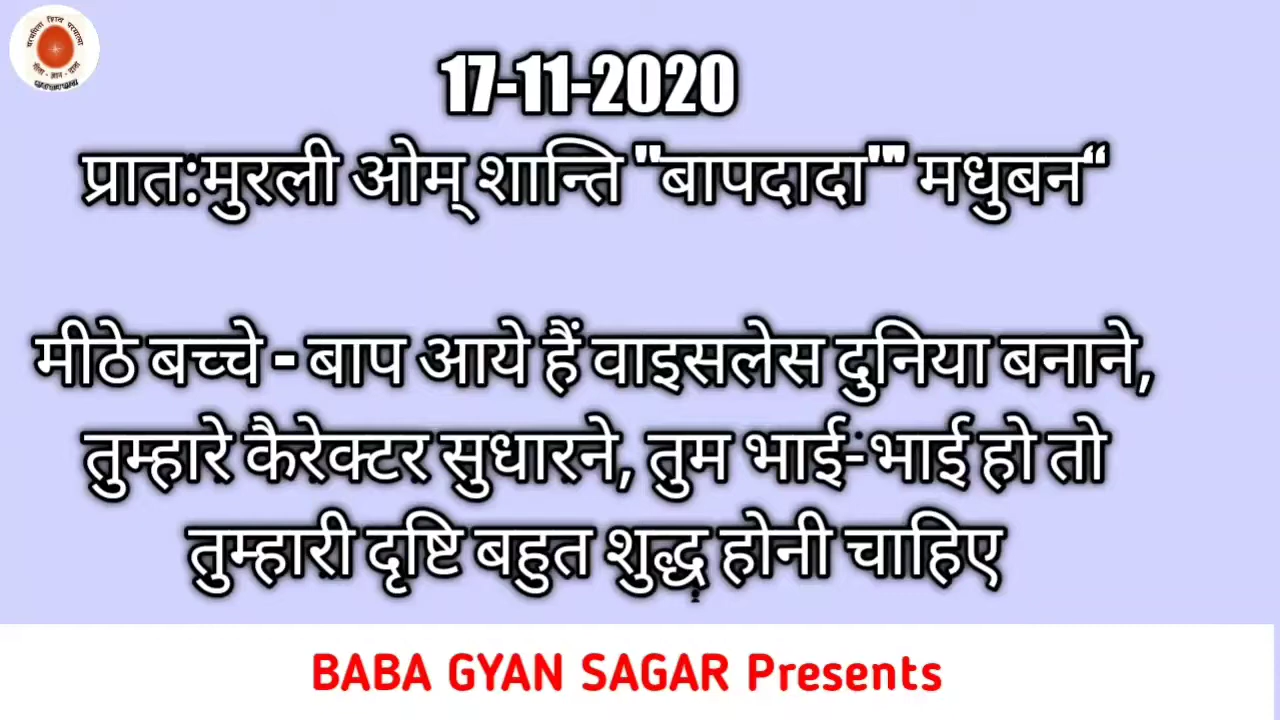 17-11-2020
प्रात:मुरली ओम् शान्ति "बापदादा'" मधुबन“
मीठे बच्चे - बाप आये हैं वाइसलेस दुनिया बनाने,
तुम्हारे कैरेक्टर सुधारने, तुम भाई-भाई हो तो
तुम्हारी दृष्टि बहुत शुद्ध होनी चाहिए
BABA GYAN SAGAR Presents